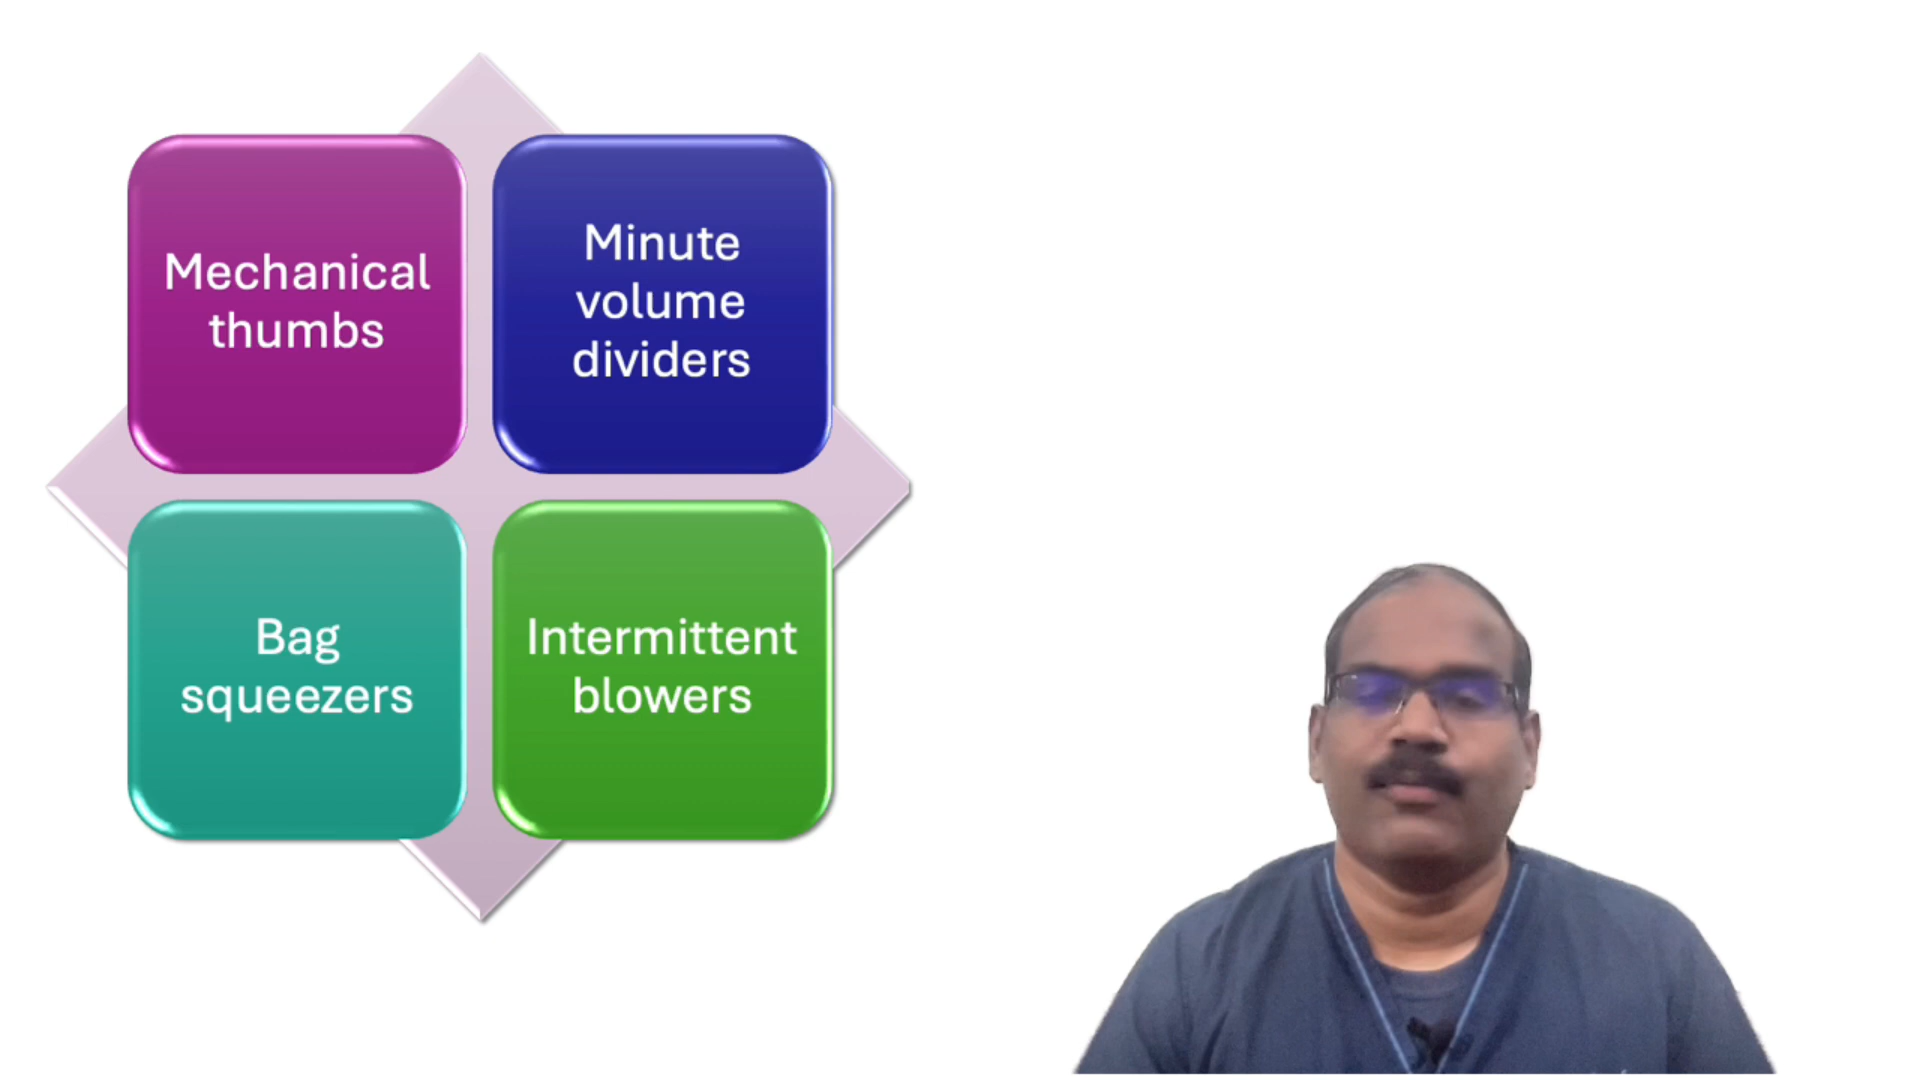 Mechanical
thumbs
Minute
volume
dividers
Bag
squeezers
Intermittent
blowers